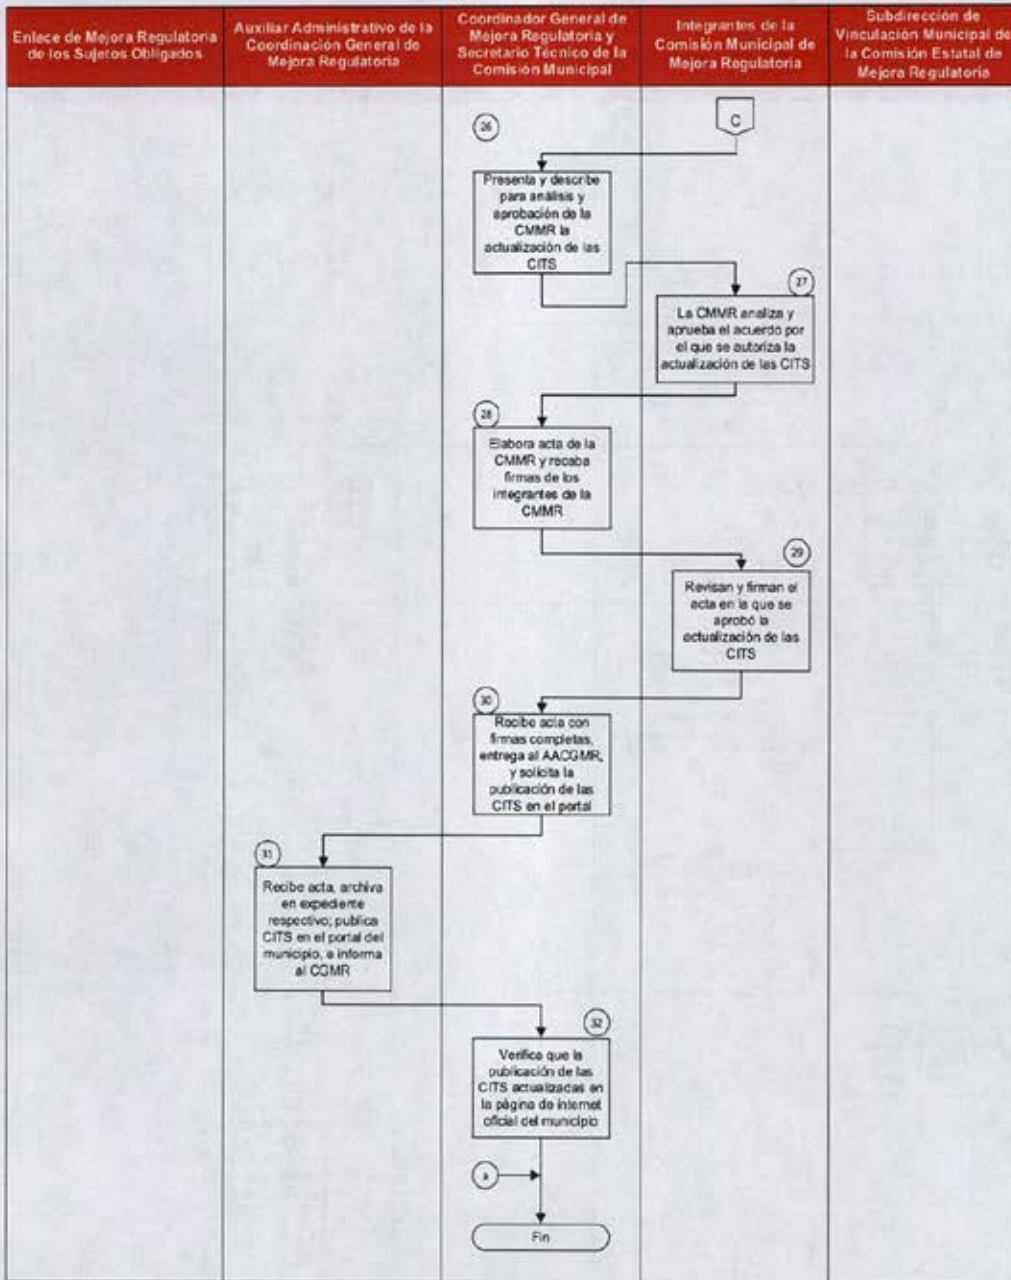 Enlace de Mejora Regulatoria
de los Sujetos Obligados
Auxiliar Administrativo de la
Coordinación General de
Mejora Regulatoria
Coordinador General de
Mejora Regulatoria y
Secretario Técnico de la
Comisión Municipal
Integrantes de la
Comisión Municipal de
Mejora Regulatoria
Subdirección de
Vinculación Municipal de
la Comisión Estatal de
Mejora Regulatoria
C
26
Presenta y describe
para análisis y
aprobación de la
CMMR la
actualización de las
CITS
27
La CMMR analiza y
aprueba el acuerdo por
el que se autoriza la
actualización de las CITS
28
Elabora acta de la
CMMR y recaba
firmas de los
integrantes de la
CMMR
29
Revisan y firman el
acta en la que se
aprobó la
actualización de las
CITS
30
Recibe acta con
firmas completas,
entrega al AACGMR,
y solicita la
publicación de las
CITS en el portal
31
Recibe acta, archiva
en expediente
respectivo; publica
CITS en el portal del
municipio, e informa
al CGMR
32
Verifica que la
publicación de las
CITS actualizadas en
la página de internet
oficial del municipio
a
Fin